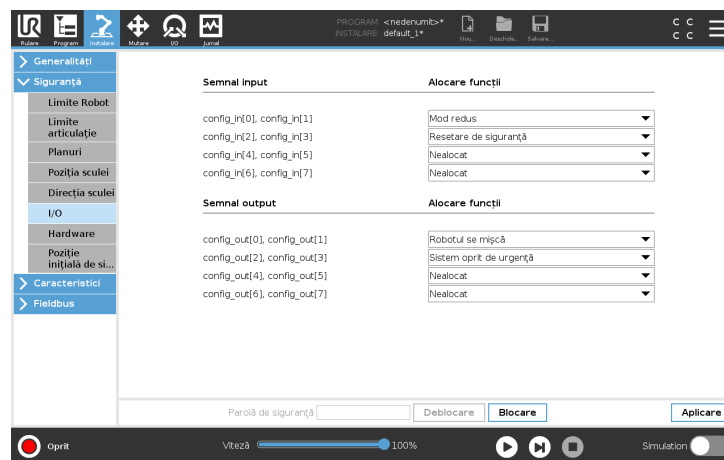 UR
PROGRAM <nedenumit>*
INSTALARE default_1*
Rulare Program Instalare Mutare I/O Jurnal Nou... Deschide... Salvare...
C C
C C
Generalități
Siguranță
Limite Robot
Limite
articulație
Planuri
Poziția sculei
Direcția sculei
I/O
Hardware
Poziție
inițială de si...
Caracteristici
Fieldbus
Semnal input Alocare funcții
config_in[0], config_in[1] Mod redus
config_in[2], config_in[3] Resetare de siguranță
config_in[4], config_in[5] Nealocat
config_in[6], config_in[7] Nealocat
Semnal output Alocare funcții
config_out[0], config_out[1] Robotul se mișcă
config_out[2], config_out[3] Sistem oprit de urgență
config_out[4], config_out[5] Nealocat
config_out[6], config_out[7] Nealocat
Parolă de siguranță Deblocare Blocare Aplicare
Oprit Viteză 100% Simulation